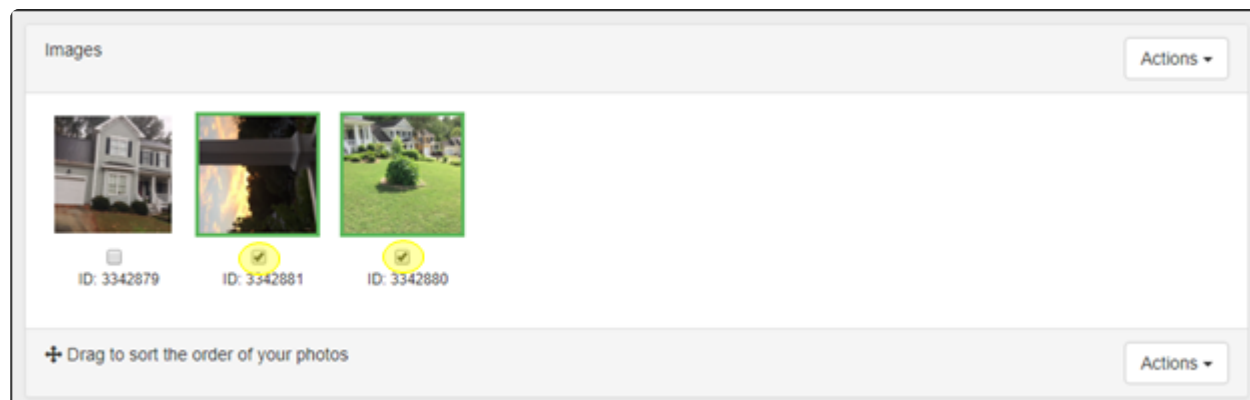 Images
Actions
ID: 3342879
ID: 3342881
ID: 3342880
Drag to sort the order of your photos
Actions